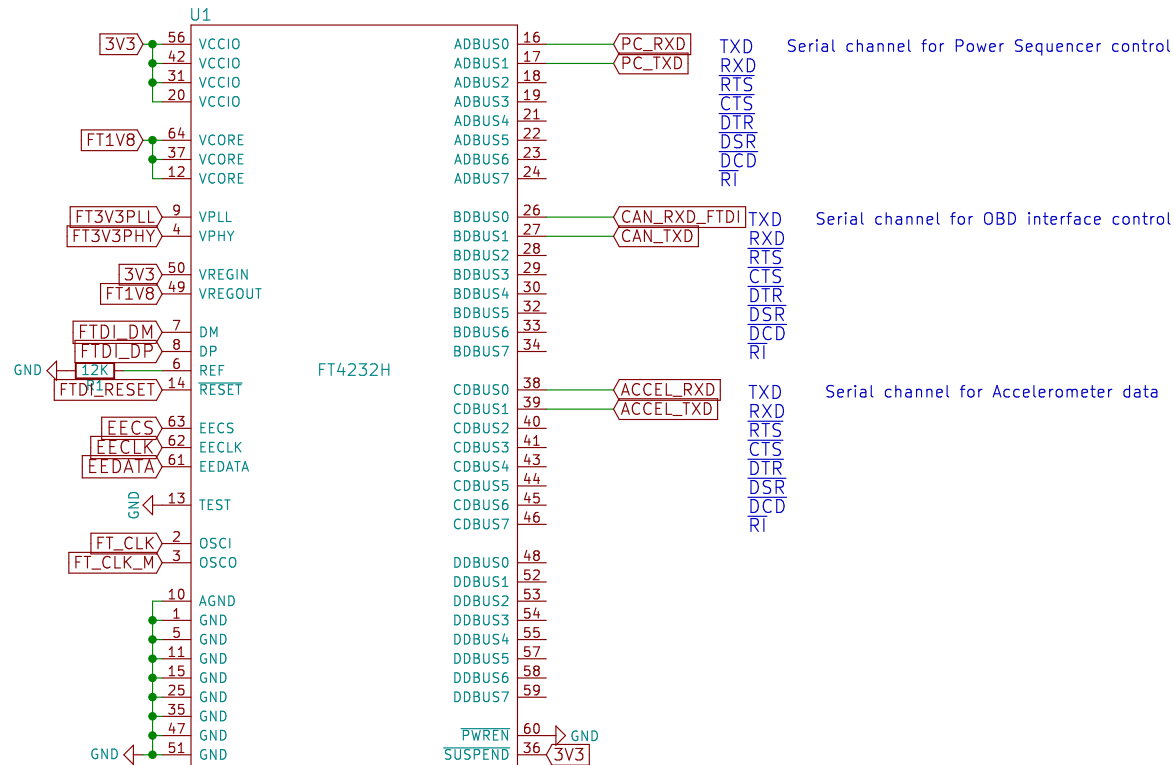 U1
3V3 56 VCCIO ADBUS0 16 PC_RXD TXD Serial channel for Power Sequencer control
42 VCCIO ADBUS1 17 PC_TXD RXD
31 VCCIO ADBUS2 18 RTS
20 VCCIO ADBUS3 19 CTS
ADBUS4 21 DTR
FT1V8 64 VCORE ADBUS5 22 DSR
37 VCORE ADBUS6 23 DCD
12 VCORE ADBUS7 24 RI
FT3V3PLL 9 VPLL BDBUS0 26 CAN_RXD_FTDI TXD Serial channel for OBD interface control
FT3V3PHY 4 VPHY BDBUS1 27 CAN_TXD RXD
BDBUS2 28 RTS
3V3 50 VREGIN BDBUS3 29 CTS
FT1V8 49 VREGOUT BDBUS4 30 DTR
BDBUS5 32 DSR
FTDI_DM 7 DM BDBUS6 33 DCD
FTDI_DP 8 DP BDBUS7 34 RI
GND 12K 6 REF FT4232H
R1
FTDI_RESET 14 RESET CDBUS0 38 ACCEL_RXD TXD Serial channel for Accelerometer data
CDBUS1 39 ACCEL_TXD RXD
EECS 63 EECS CDBUS2 40 RTS
EECLK 62 EECLK CDBUS3 41 CTS
EEDATA 61 EEDATA CDBUS4 43 DTR
CDBUS5 44 DSR
GND 13 TEST CDBUS6 45 DCD
CDBUS7 46 RI
FT_CLK 2 OSCI
FT_CLK_M 3 OSCO DDBUS0 48
DDBUS1 52
10 AGND DDBUS2 53
1 GND DDBUS3 54
5 GND DDBUS4 55
11 GND DDBUS5 57
15 GND DDBUS6 58
25 GND DDBUS7 59
35 GND
47 GND PWREN 60 GND
GND 51 GND SUSPEND 36 3V3